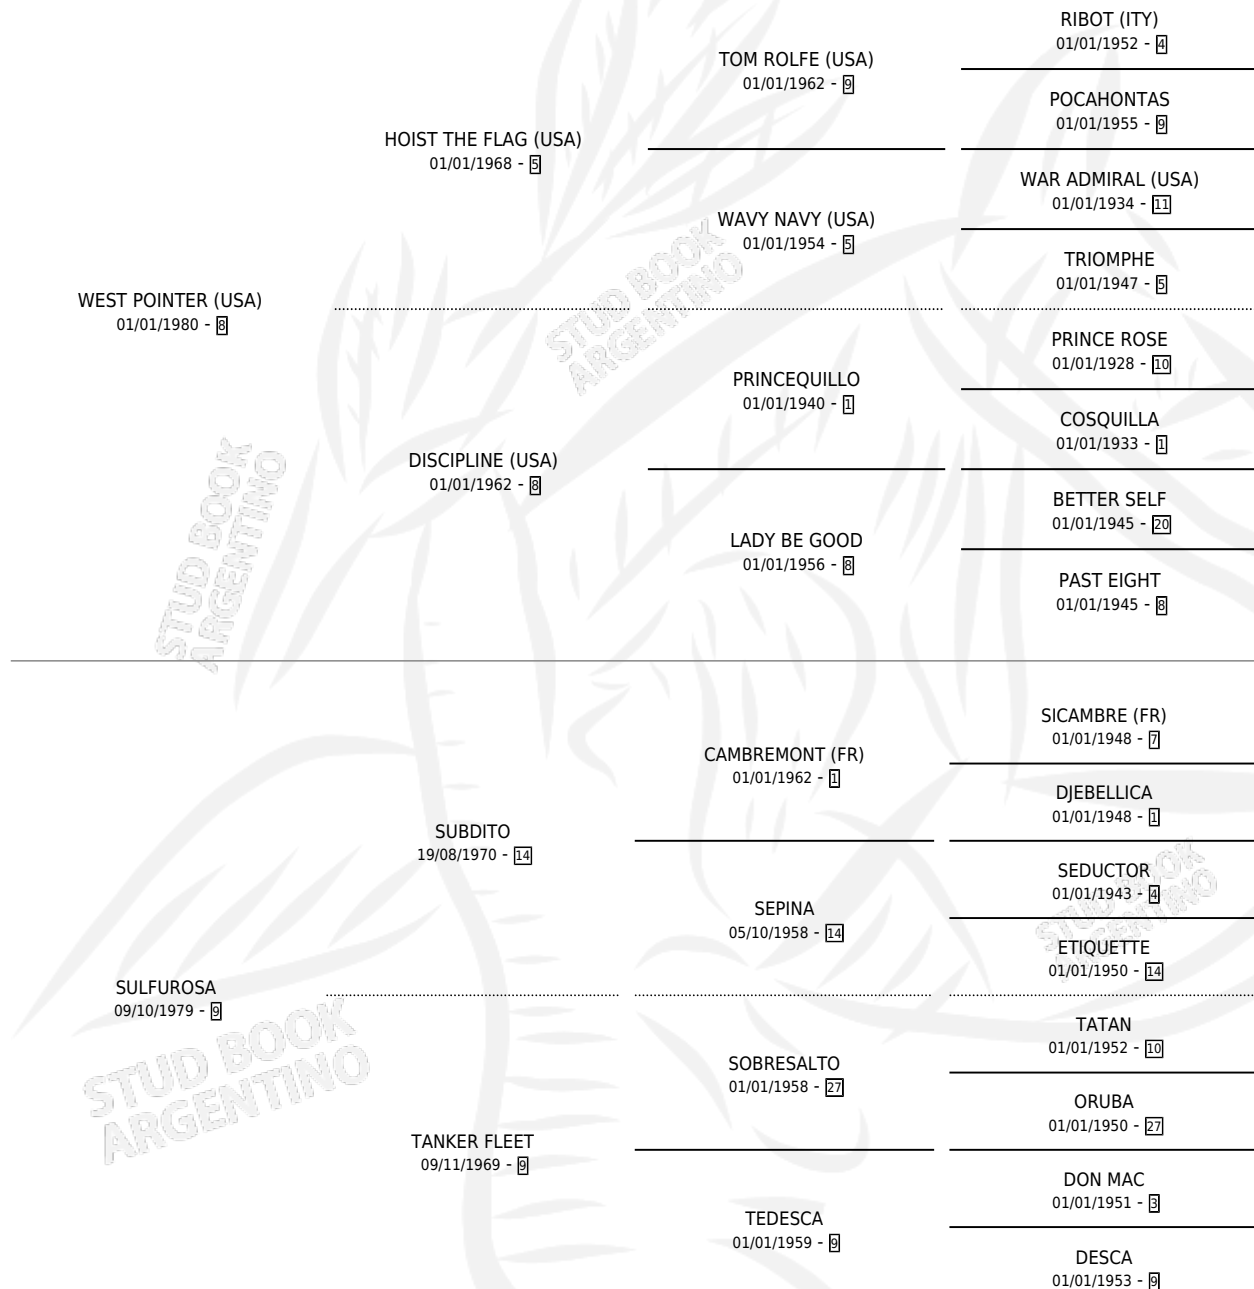 RIBOT (ITY)
01/01/1952 - 4
TOM ROLFE (USA)
01/01/1962 - 9
POCAHONTAS
01/01/1955 - 9
HOIST THE FLAG (USA)
01/01/1968 - 5
WAR ADMIRAL (USA)
01/01/1934 - 11
WAVY NAVY (USA)
01/01/1954 - 5
TRIOMPHE
01/01/1947 - 5
WEST POINTER (USA)
01/01/1980 - 8
PRINCE ROSE
01/01/1928 - 10
PRINCEQUILLO
01/01/1940 - 1
COSQUILLA
01/01/1933 - 1
DISCIPLINE (USA)
01/01/1962 - 8
BETTER SELF
01/01/1945 - 20
LADY BE GOOD
01/01/1956 - 8
PAST EIGHT
01/01/1945 - 8
SICAMBRE (FR)
01/01/1948 - 7
CAMBREMONT (FR)
01/01/1962 - 1
DJEBELLICA
01/01/1948 - 1
SUBDITO
19/08/1970 - 14
SEDUCTOR
01/01/1943 - 4
SEPINA
05/10/1958 - 14
ETIQUETTE
01/01/1950 - 14
SULFUROSA
09/10/1979 - 9
TATAN
01/01/1952 - 10
SOBRESALTO
01/01/1958 - 27
ORUBA
01/01/1950 - 27
TANKER FLEET
09/11/1969 - 9
DON MAC
01/01/1951 - 3
TEDESCA
01/01/1959 - 9
DESCA
01/01/1953 - 9
STUD BOOK
ARGENTINO
STUD BOOK
ARGENTINO
STUD BOOK
ARGENTINO
STUD BOOK
ARGENTINO